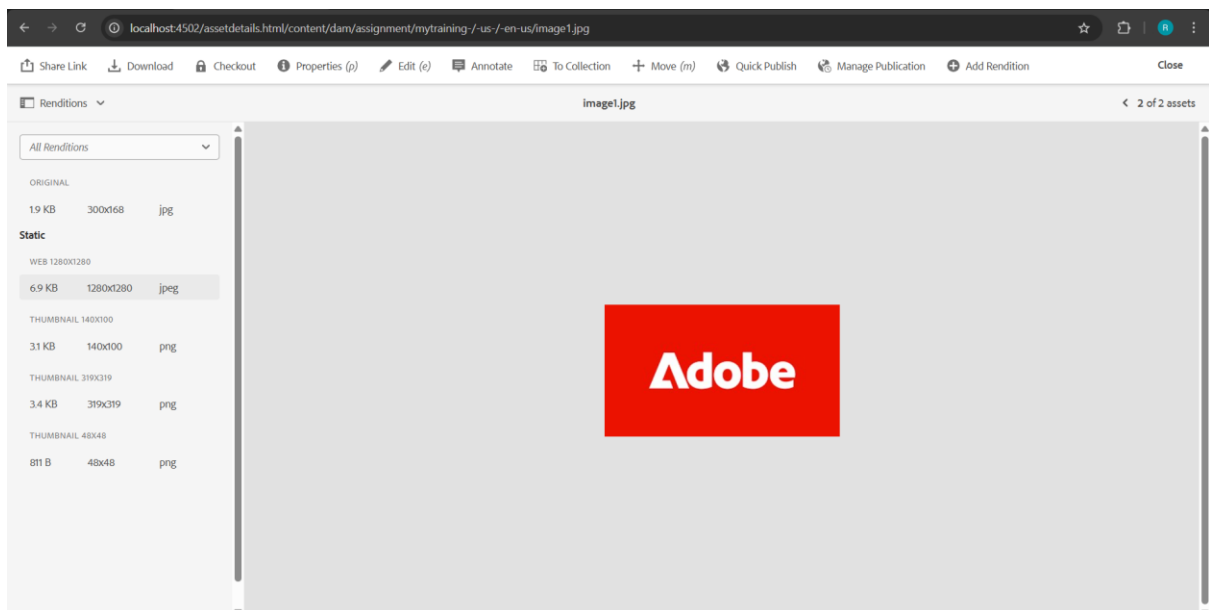 localhost:4502/assetdetails.html/content/dam/assignment/mytraining-/-us-/-en-us/image1.jpg R
Share Link Download Checkout Properties (p) Edit (e) Annotate To Collection Move (m) Quick Publish Manage Publication Add Rendition Close
Renditions image1.jpg 2 of 2 assets
All Renditions
ORIGINAL
1.9 KB 300x168 jpg
Static
WEB 1280X1280
6.9 KB 1280x1280 jpeg
THUMBNAIL 140X100
3.1 KB 140x100 png
THUMBNAIL 319X319
3.4 KB 319x319 png
THUMBNAIL 48X48
811 B 48x48 png
Adobe